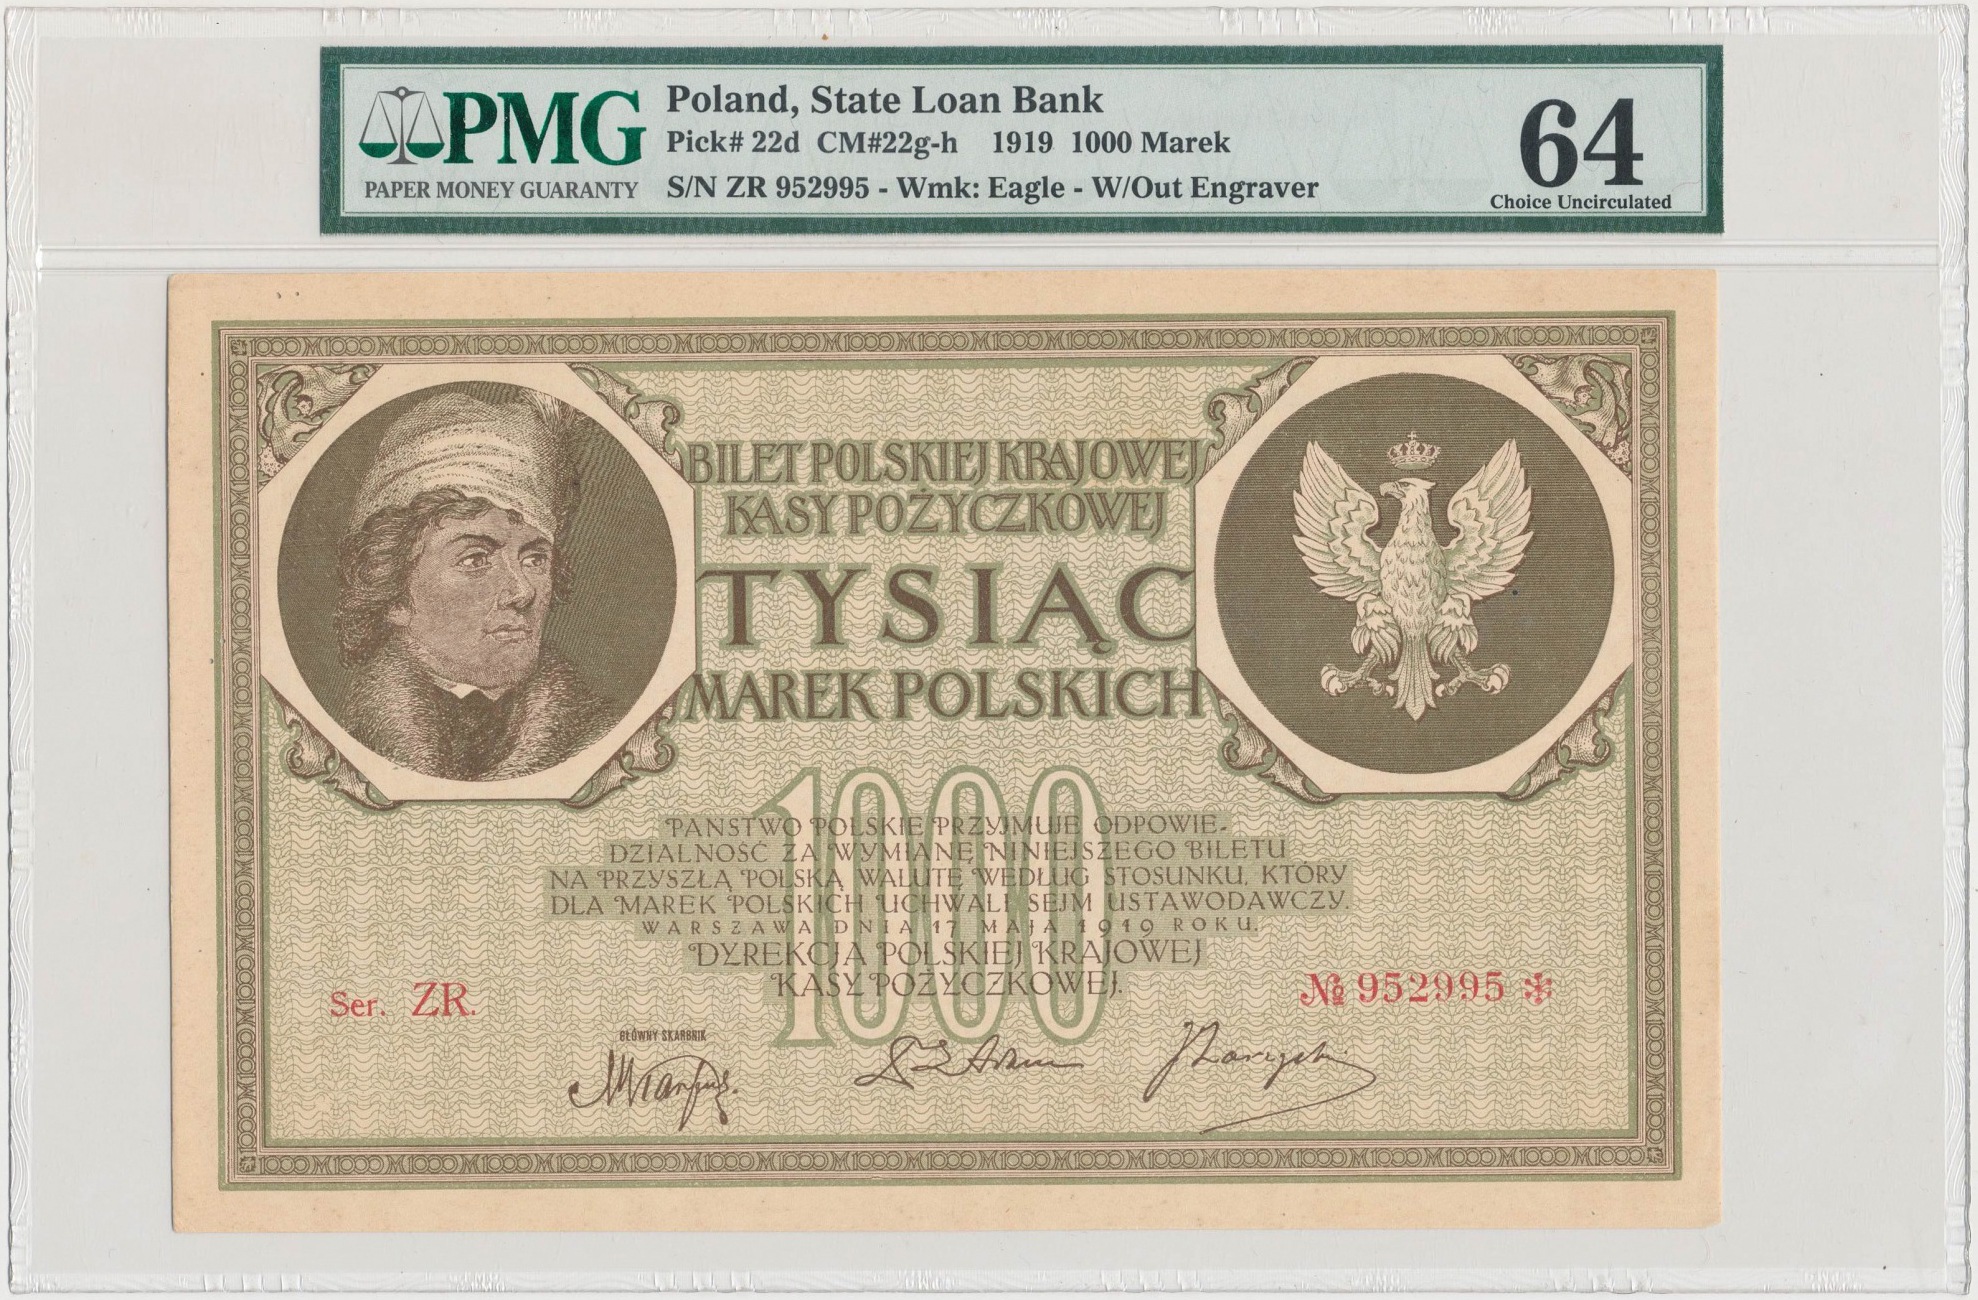 PMG
PAPER MONEY GUARANTY
Poland, State Loan Bank
Pick# 22d CM#22g-h 1919 1000 Marek
S/N ZR 952995 - Wmk: Eagle - W/Out Engraver
64
Choice Uncirculated
BILET POLSKIEJ KRAJOWEJ
KASY POŻYCZKOWEJ
TYSIĄC
MAREK POLSKICH
1000
PAŃSTWO POLSKIE PRZYJMUJE ODPOWIE-
DZIALNOŚĆ ZA WYMIANĘ NINIEJSZEGO BILETU
NA PRZYSZŁĄ POLSKĄ WALUTĘ WEDŁUG STOSUNKU, KTÓRY
DLA MAREK POLSKICH UCHWALI SEJM USTAWODAWCZY.
WARSZAWA DNIA 17 MAJA 1919 ROKU.
DYREKCJA POLSKIEJ KRAJOWEJ
KASY POŻYCZKOWEJ.
Ser. ZR.
№ 952995 *
GŁÓWNY SKARBNIK